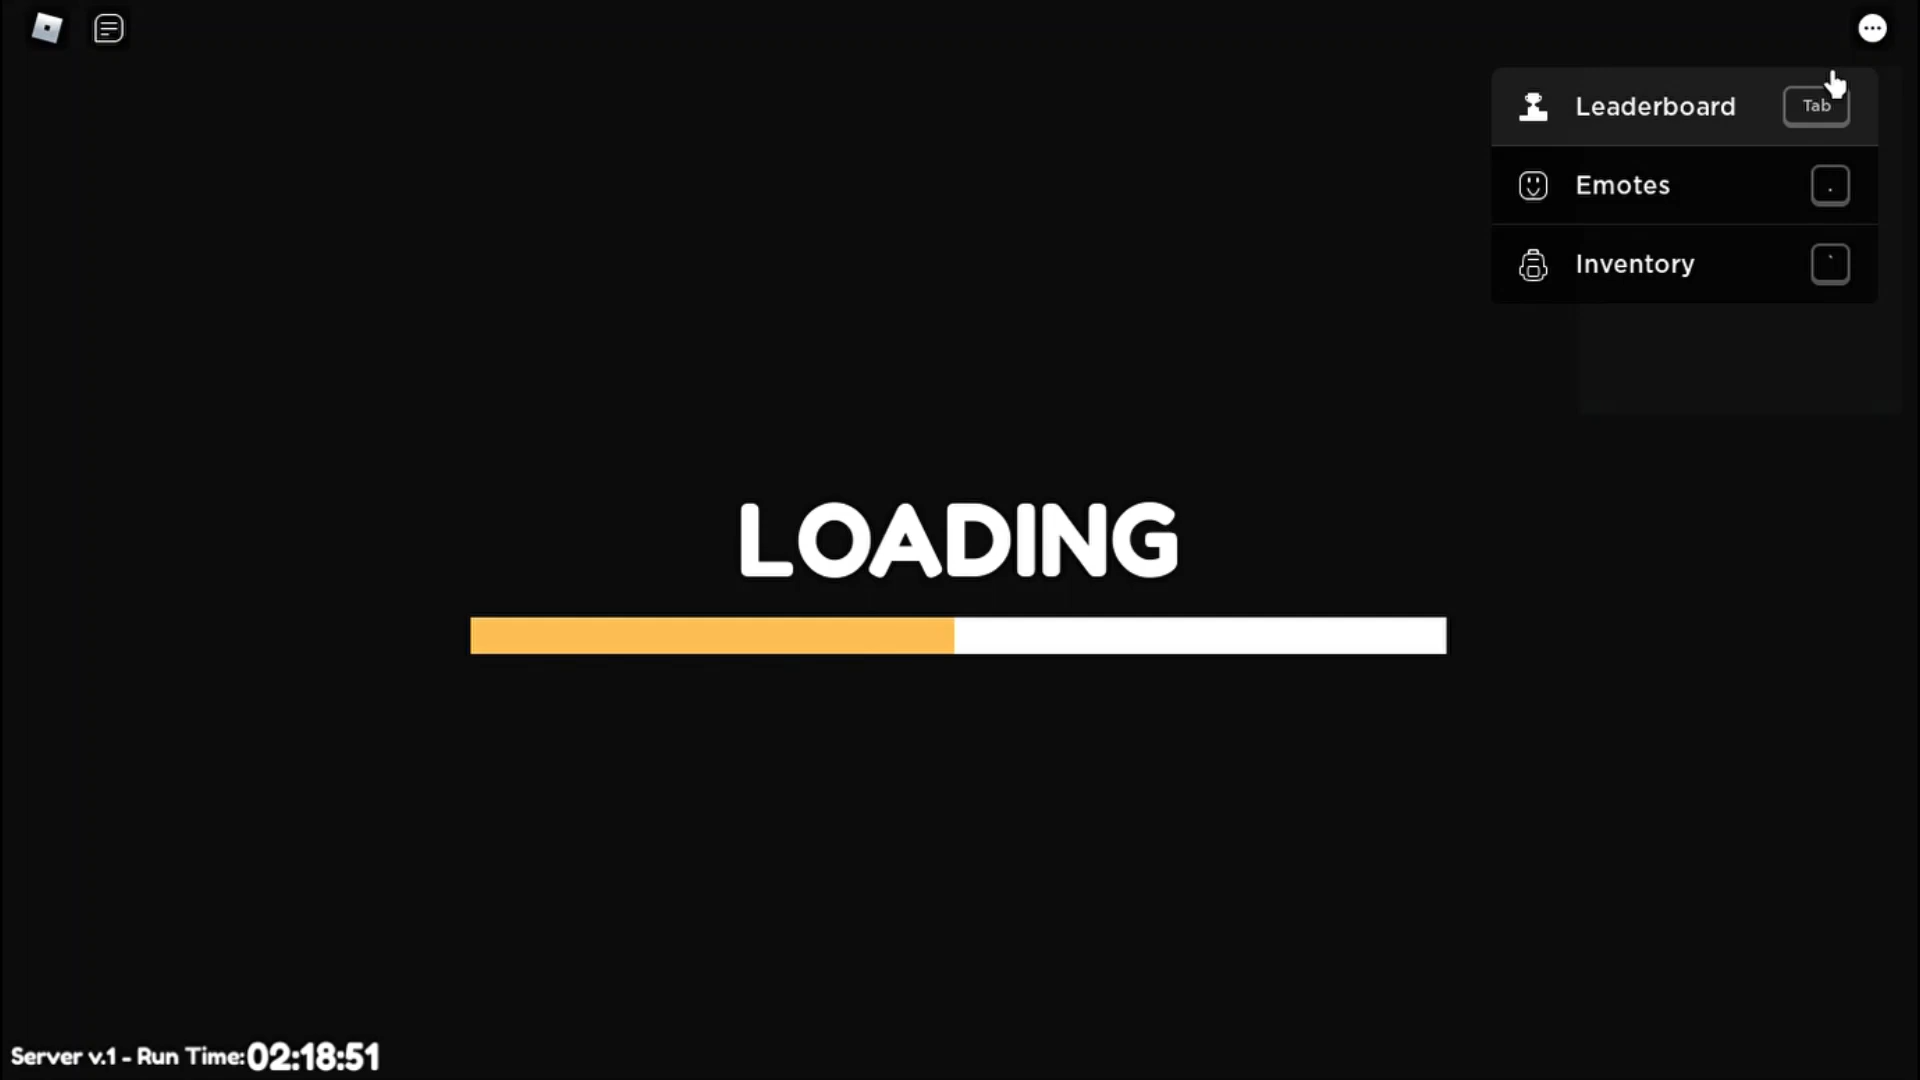 Leaderboard Tab
Emotes .
Inventory `
LOADING
Server v.1 - Run Time:02:18:51